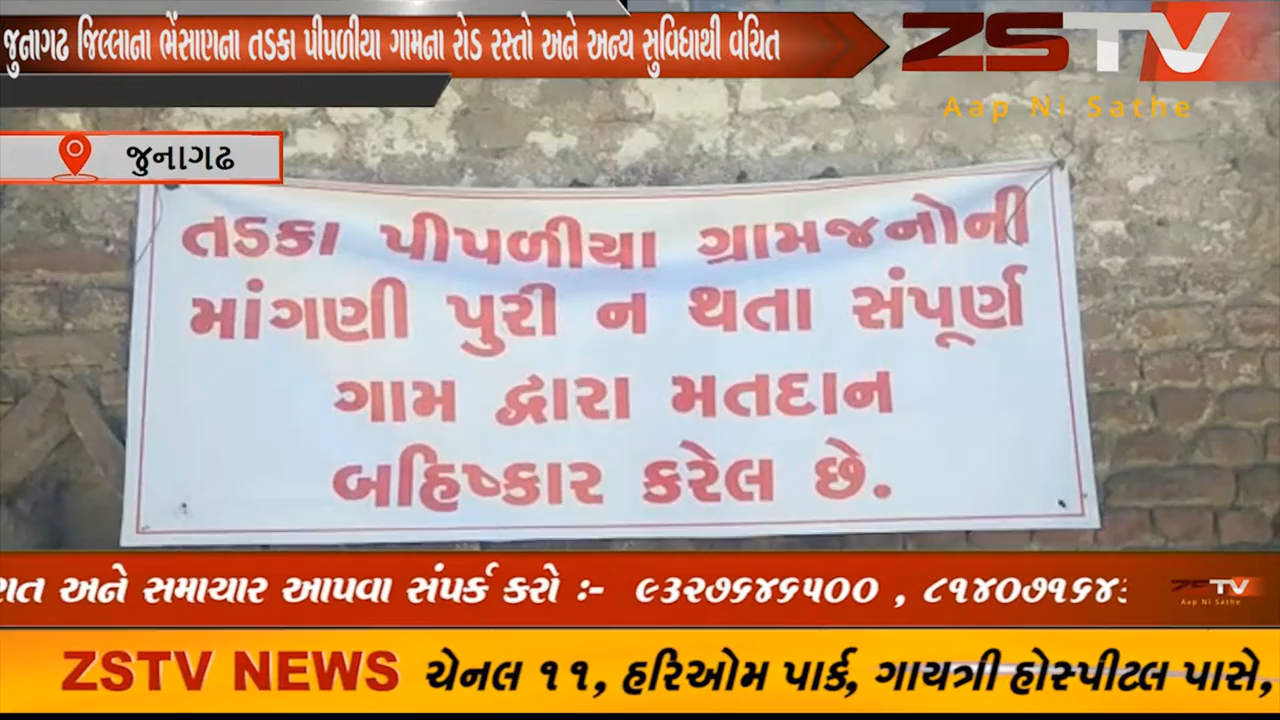 જુનાગઢ જિલ્લાના ભેંસાણના તડકા પીપળીયા ગામના રોડ રસ્તો અને અન્ય સુવિધાથી વંચિત
ZSTV
Aap Ni Sathe
જુનાગઢ
તડકા પીપળીયા ગ્રામજનોની
માંગણી પુરી ન થતા સંપૂર્ણ
ગામ દ્વારા મતદાન
બહિષ્કાર કરેલ છે.
અને સમાચાર આપવા સંપર્ક કરો :- ૯૩૨૭૬૪૬૫૦૦ , ૮૧૪૦૭૧૬૪
ZSTV
Aap Ni Sathe
ZSTV NEWS ચેનલ ૧૧, હરિઓમ પાર્ક, ગાયત્રી હોસ્પીટલ પાસે,